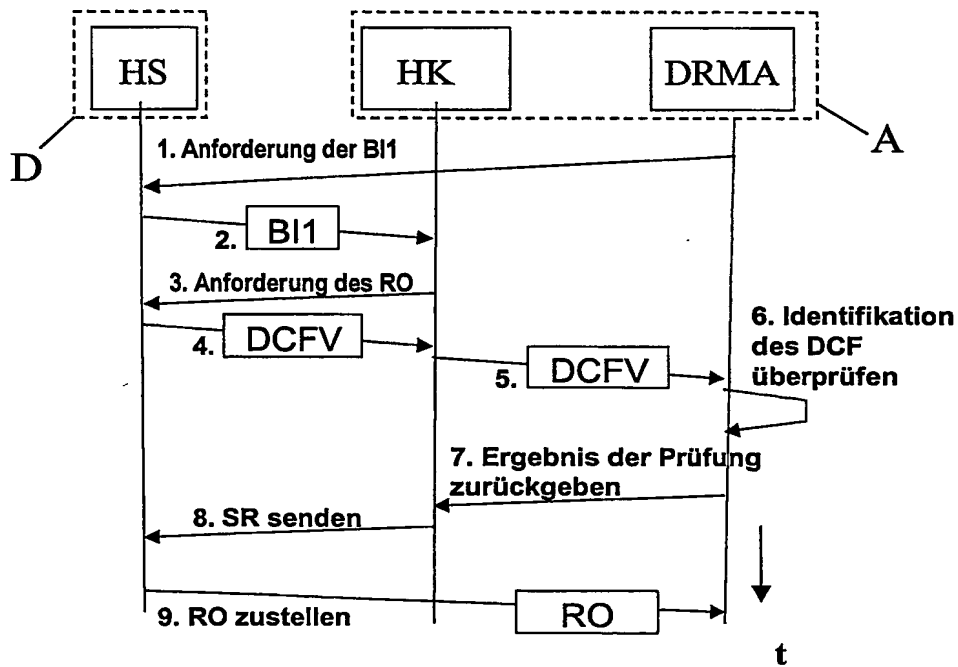 HS
HK
DRMA
D
A
1. Anforderung der BI1
2. BI1
3. Anforderung des RO
4. DCFV
5. DCFV
6. Identifikation
des DCF
überprüfen
7. Ergebnis der Prüfung
zurückgeben
8. SR senden
9. RO zustellen
RO
t